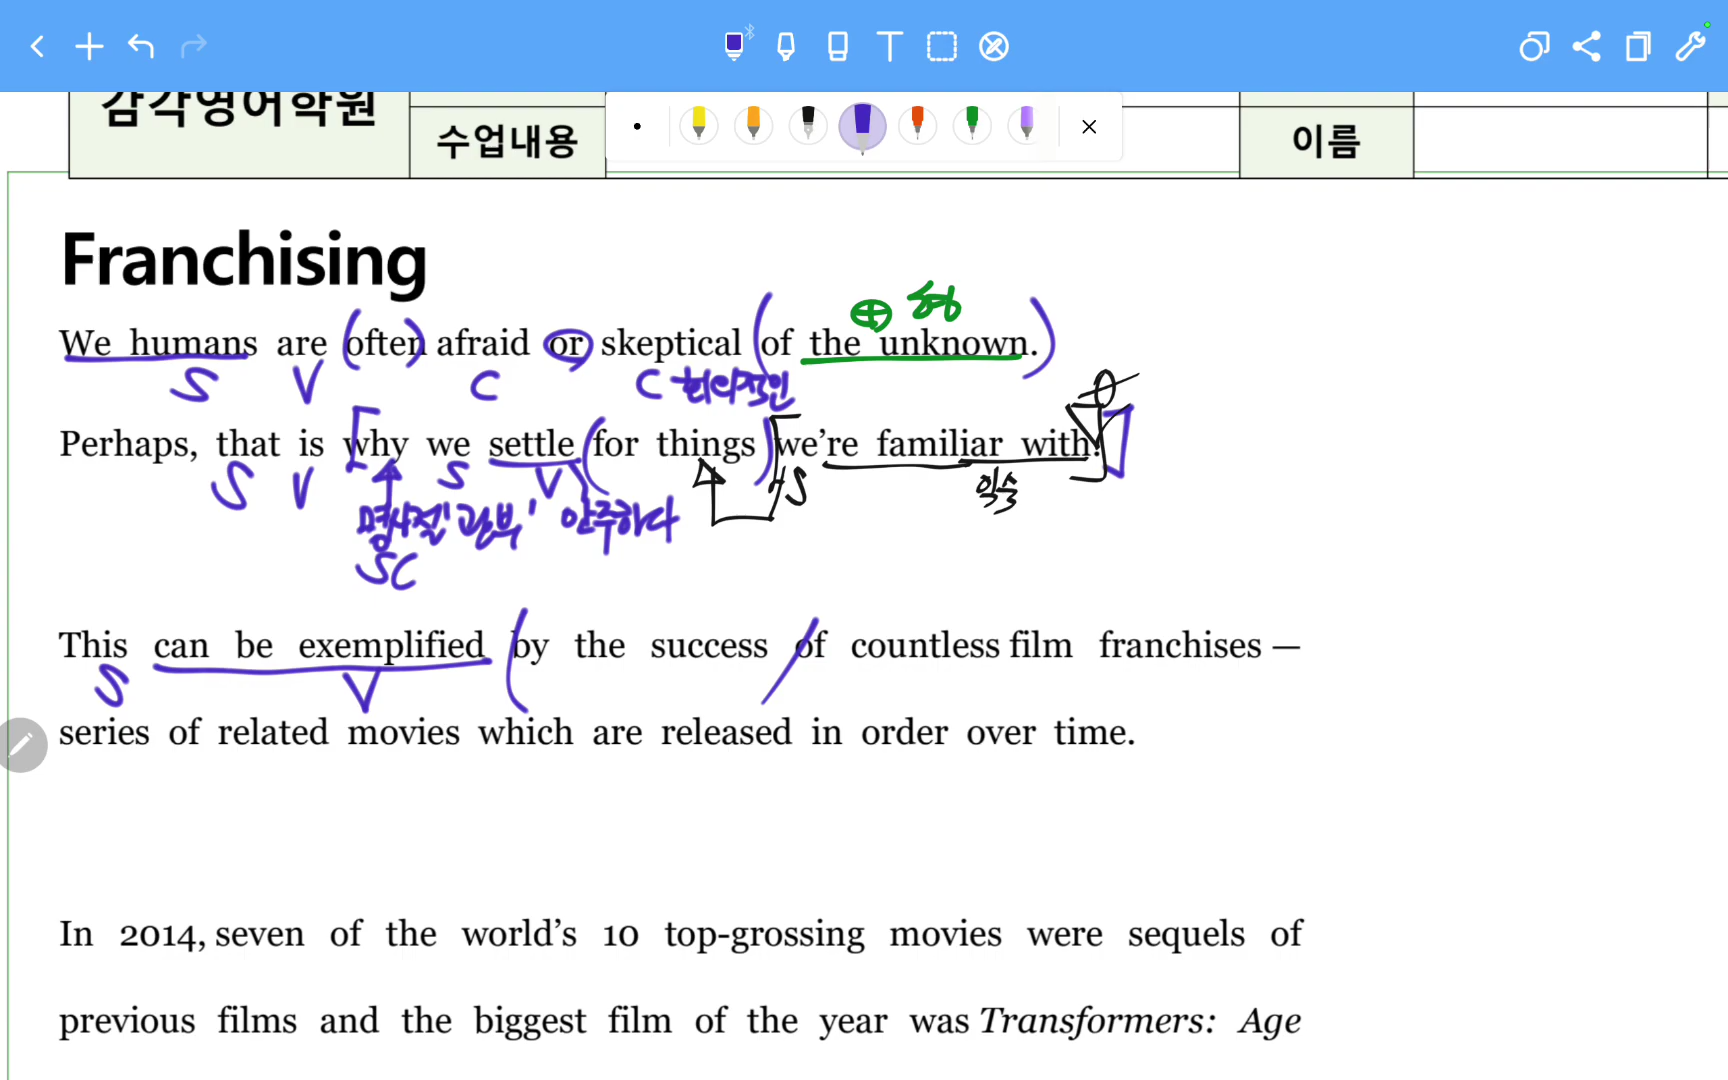 감각영어학원
수업내용
이름
Franchising
⊕ 형
We humans are (often) afraid or skeptical (of the unknown.)
S V C C 회의적인
Perhaps, that is [why we settle (for things) [we're familiar with.]]
S V S V S 익숙
명사절 '관부' 안주하다
SC
This can be exemplified (by the success / of countless film franchises —
S V
series of related movies which are released in order over time.
In 2014, seven of the world's 10 top-grossing movies were sequels of
previous films and the biggest film of the year was Transformers: Age